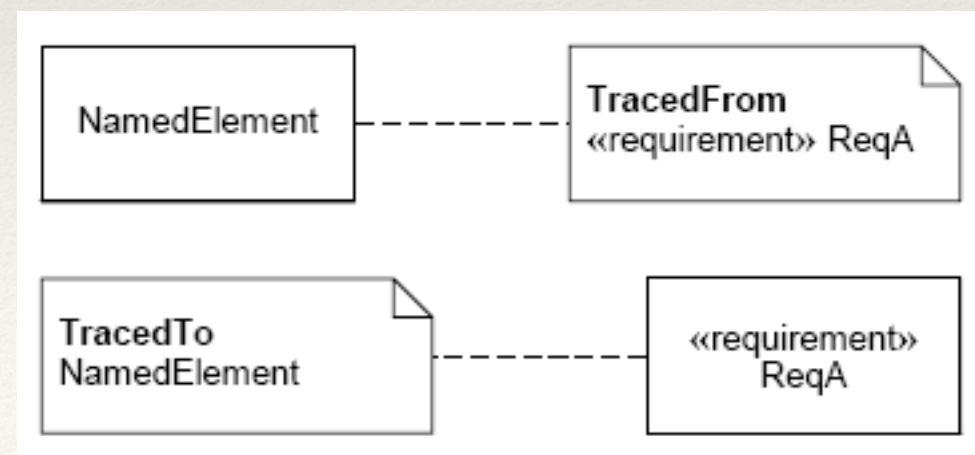 NamedElement
TracedFrom
«requirement» ReqA
TracedTo
NamedElement
«requirement»
ReqA